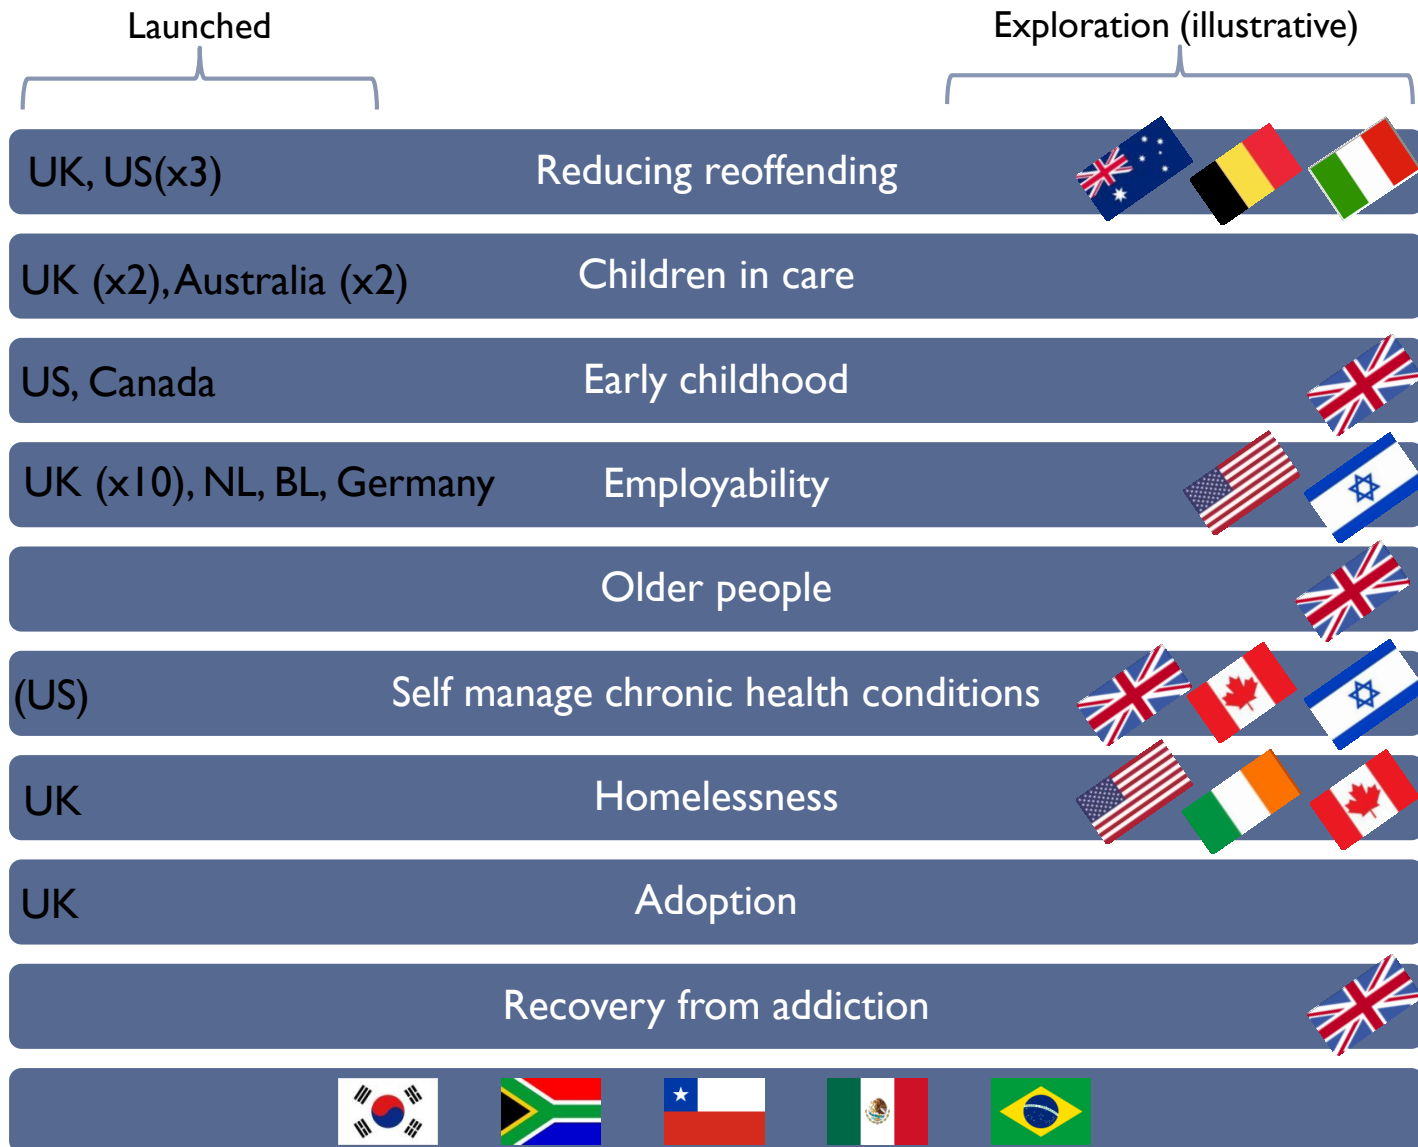 Launched
Exploration (illustrative)
UK, US(x3)
Reducing reoffending
UK (x2), Australia (x2)
Children in care
US, Canada
Early childhood
UK (x10), NL, BL, Germany
Employability
Older people
(US)
Self manage chronic health conditions
UK
Homelessness
UK
Adoption
Recovery from addiction